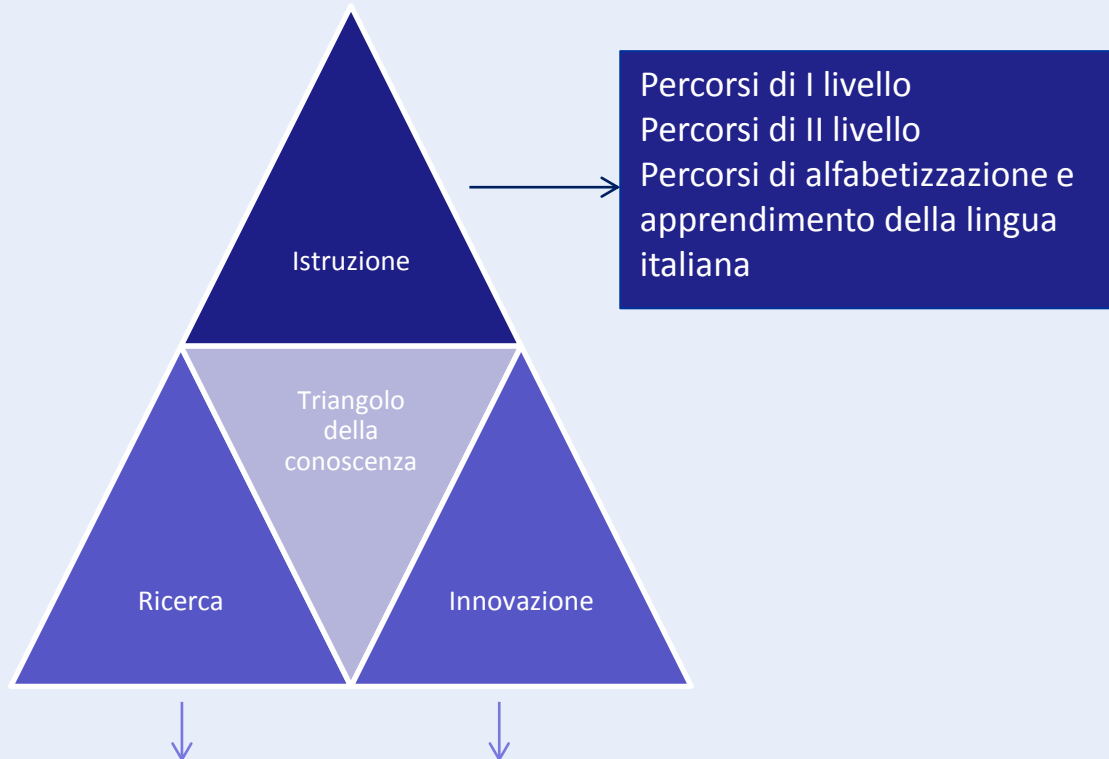 Percorsi di I livello
Percorsi di II livello
Percorsi di alfabetizzazione e
apprendimento della lingua
italiana
Istruzione
Triangolo
della
conoscenza
Ricerca
Innovazione